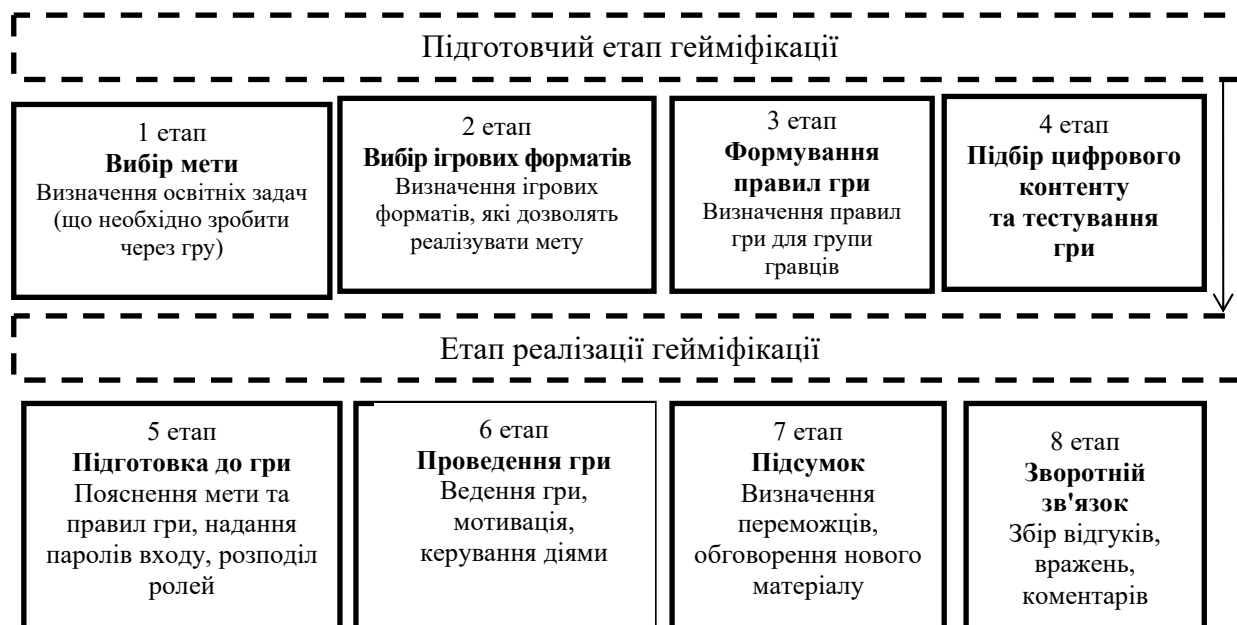 Підготовчий етап гейміфікації
1 етап
Вибір мети
Визначення освітніх задач
(що необхідно зробити
через гру)
2 етап
Вибір ігрових форматів
Визначення ігрових
форматів, які дозволять
реалізувати мету
3 етап
Формування
правил гри
Визначення правил
гри для групи
гравців
4 етап
Підбір цифрового
контенту
та тестування
гри
Етап реалізації гейміфікації
5 етап
Підготовка до гри
Пояснення мети та
правил гри, надання
паролів входу, розподіл
ролей
6 етап
Проведення гри
Ведення гри,
мотивація,
керування діями
7 етап
Підсумок
Визначення
переможців,
обговорення нового
матеріалу
8 етап
Зворотній
зв'язок
Збір відгуків,
вражень,
коментарів